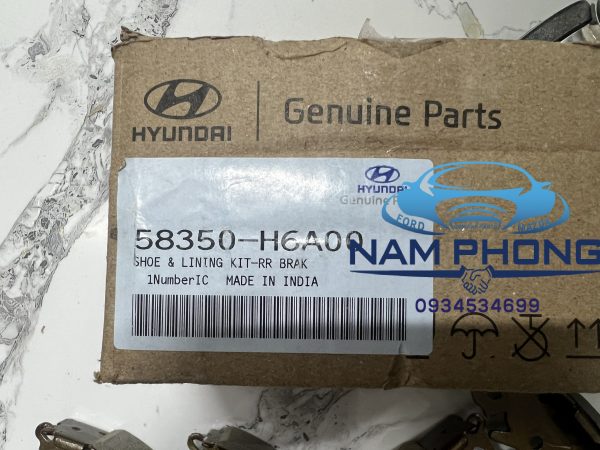 HYUNDAI
Genuine Parts
HYUNDAI
Genuine
58350-H6A00
SHOE & LINING KIT-RR BRAK
1NumberIC MADE IN INDIA
FORD
NAM PHONG
0934534699